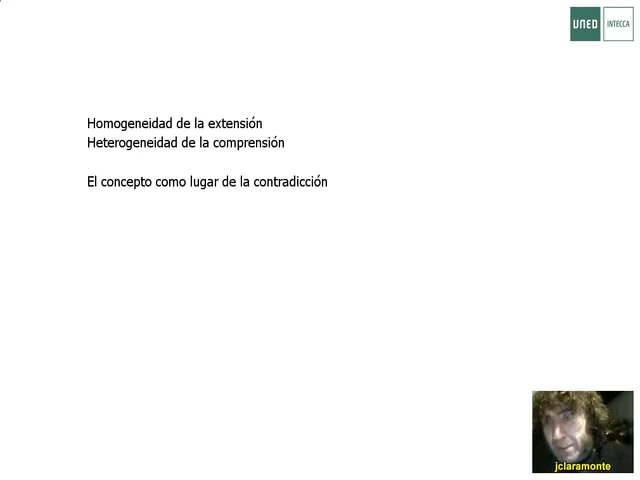 UNED INTECCA
Homogeneidad de la extensión
Heterogeneidad de la comprensión
El concepto como lugar de la contradicción
jclaramonte